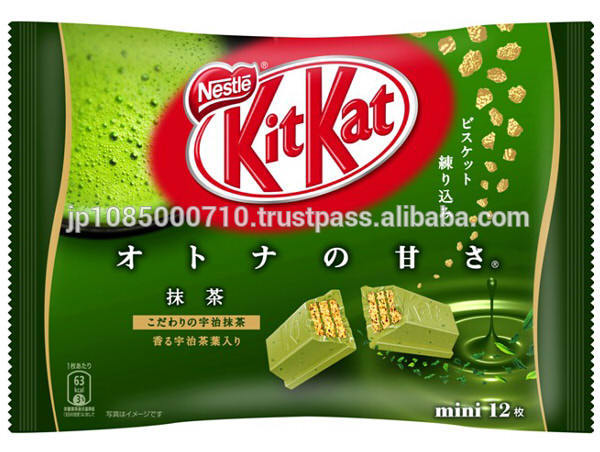 Nestlé®
KitKat®
ビスケット
練り込み
jp1085000710.trustpass.alibaba.com
オトナの甘さ®
抹茶
こだわりの宇治抹茶
香る宇治茶葉入り
1枚あたり
63
kcal
3%
写真はイメージです
mini 12枚